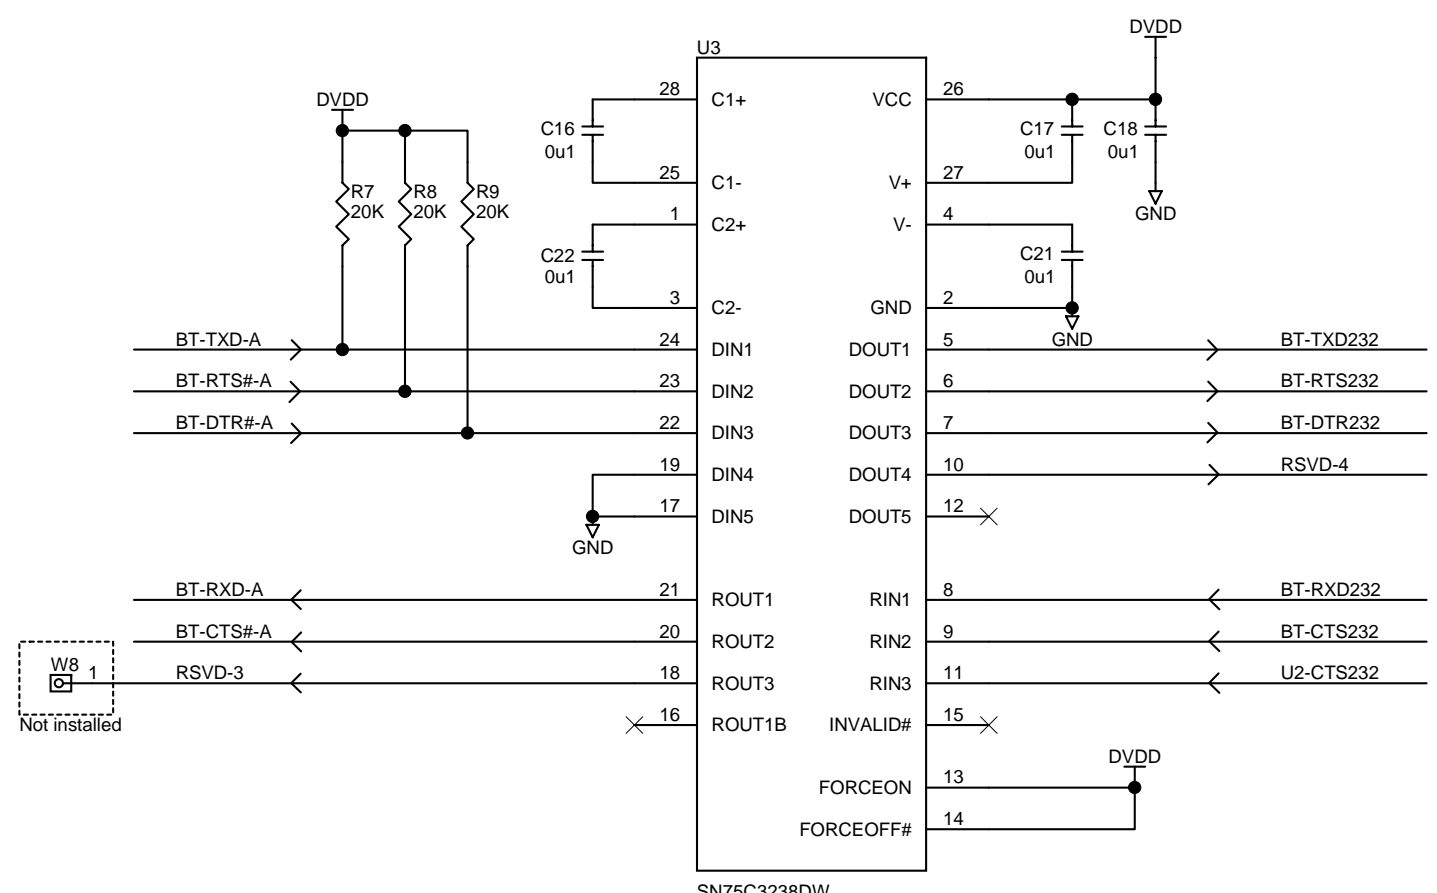 DVDD
U3
DVDD
28 C1+ VCC 26
C16 0u1
C17 0u1
C18 0u1
R7 20K
R8 20K
R9 20K
25 C1- V+ 27
GND
1 C2+ V- 4
C22 0u1
C21 0u1
3 C2- GND 2
GND
BT-TXD-A 24 DIN1 DOUT1 5 BT-TXD232
BT-RTS#-A 23 DIN2 DOUT2 6 BT-RTS232
BT-DTR#-A 22 DIN3 DOUT3 7 BT-DTR232
19 DIN4 DOUT4 10 RSVD-4
17 DIN5 DOUT5 12
GND
BT-RXD-A 21 ROUT1 RIN1 8 BT-RXD232
BT-CTS#-A 20 ROUT2 RIN2 9 BT-CTS232
W8 1 RSVD-3 18 ROUT3 RIN3 11 U2-CTS232
Not installed
16 ROUT1B INVALID# 15
DVDD
FORCEON 13
FORCEOFF# 14
SN75C3238DW